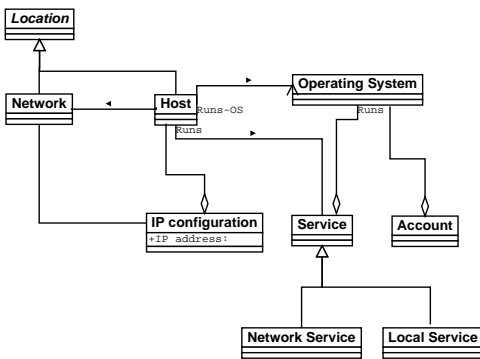 Location
Network
Host
Operating System
Runs-OS
Runs
Runs
IP configuration
+IP address:
Service
Account
Network Service
Local Service